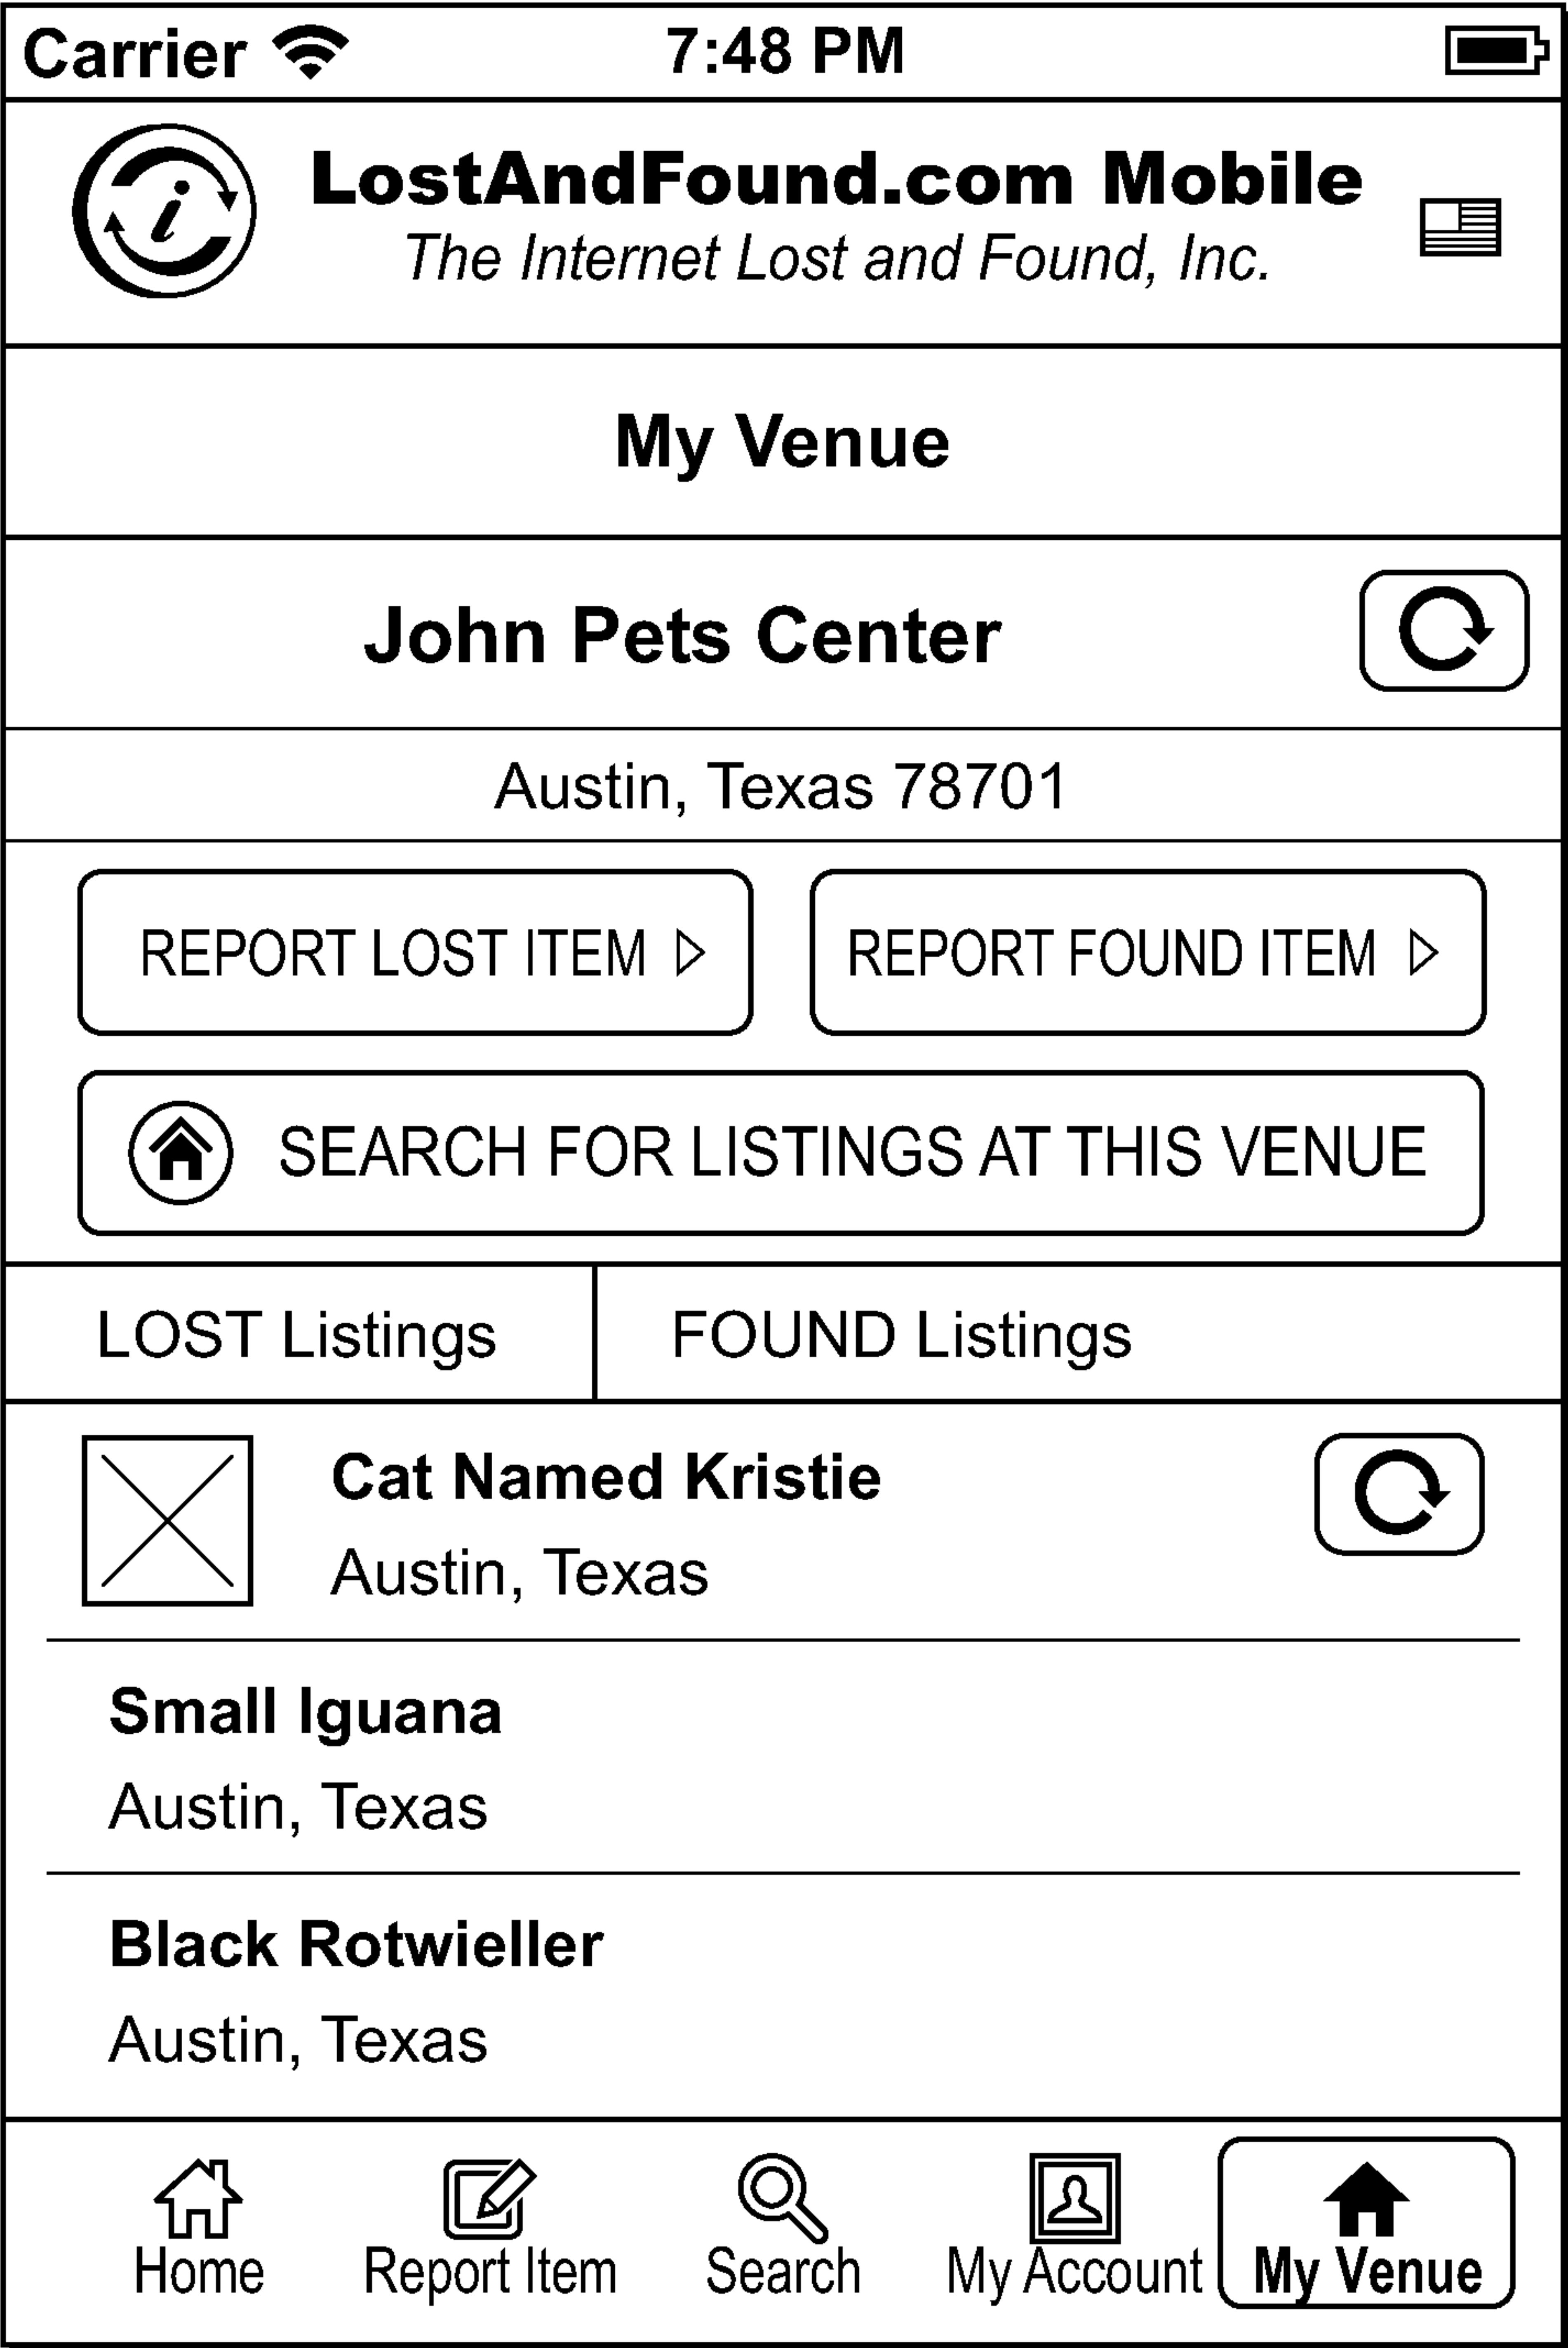 Carrier 7:48 PM
i
LostAndFound.com Mobile
The Internet Lost and Found, Inc.
My Venue
John Pets Center
Austin, Texas 78701
REPORT LOST ITEM
REPORT FOUND ITEM
SEARCH FOR LISTINGS AT THIS VENUE
LOST Listings
FOUND Listings
Cat Named Kristie
Austin, Texas
Small Iguana
Austin, Texas
Black Rotwieller
Austin, Texas
Home
Report Item
Search
My Account
My Venue